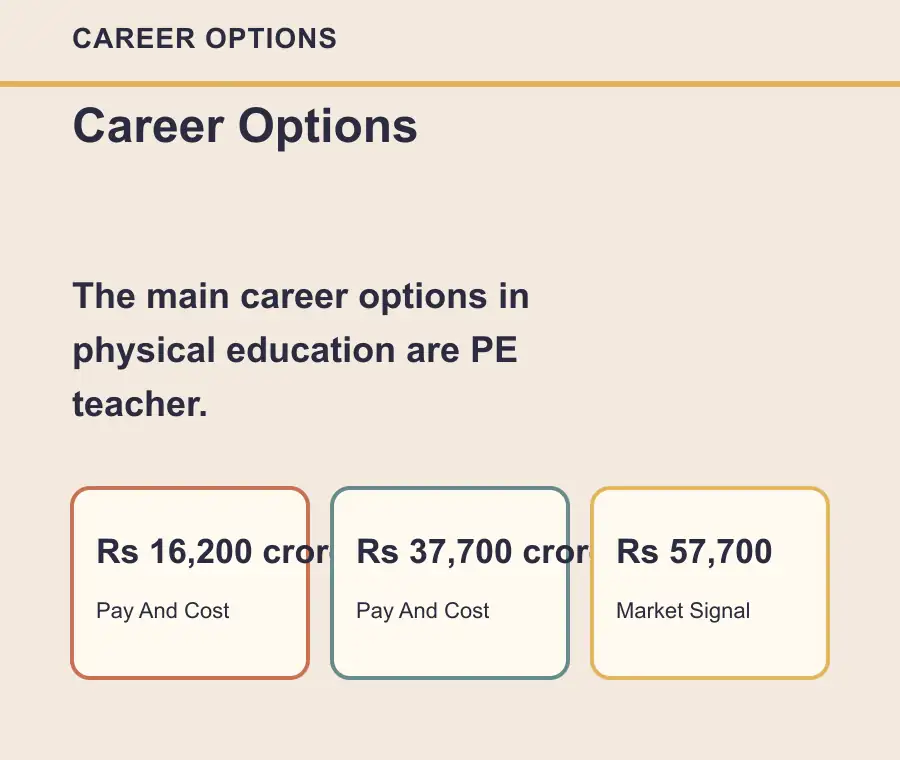 CAREER OPTIONS
Career Options
The main career options in
physical education are PE
teacher.
Rs 16,200 Rs 37,700 Rs 57,700
Pay And Cost Pay And Cost Market Signal